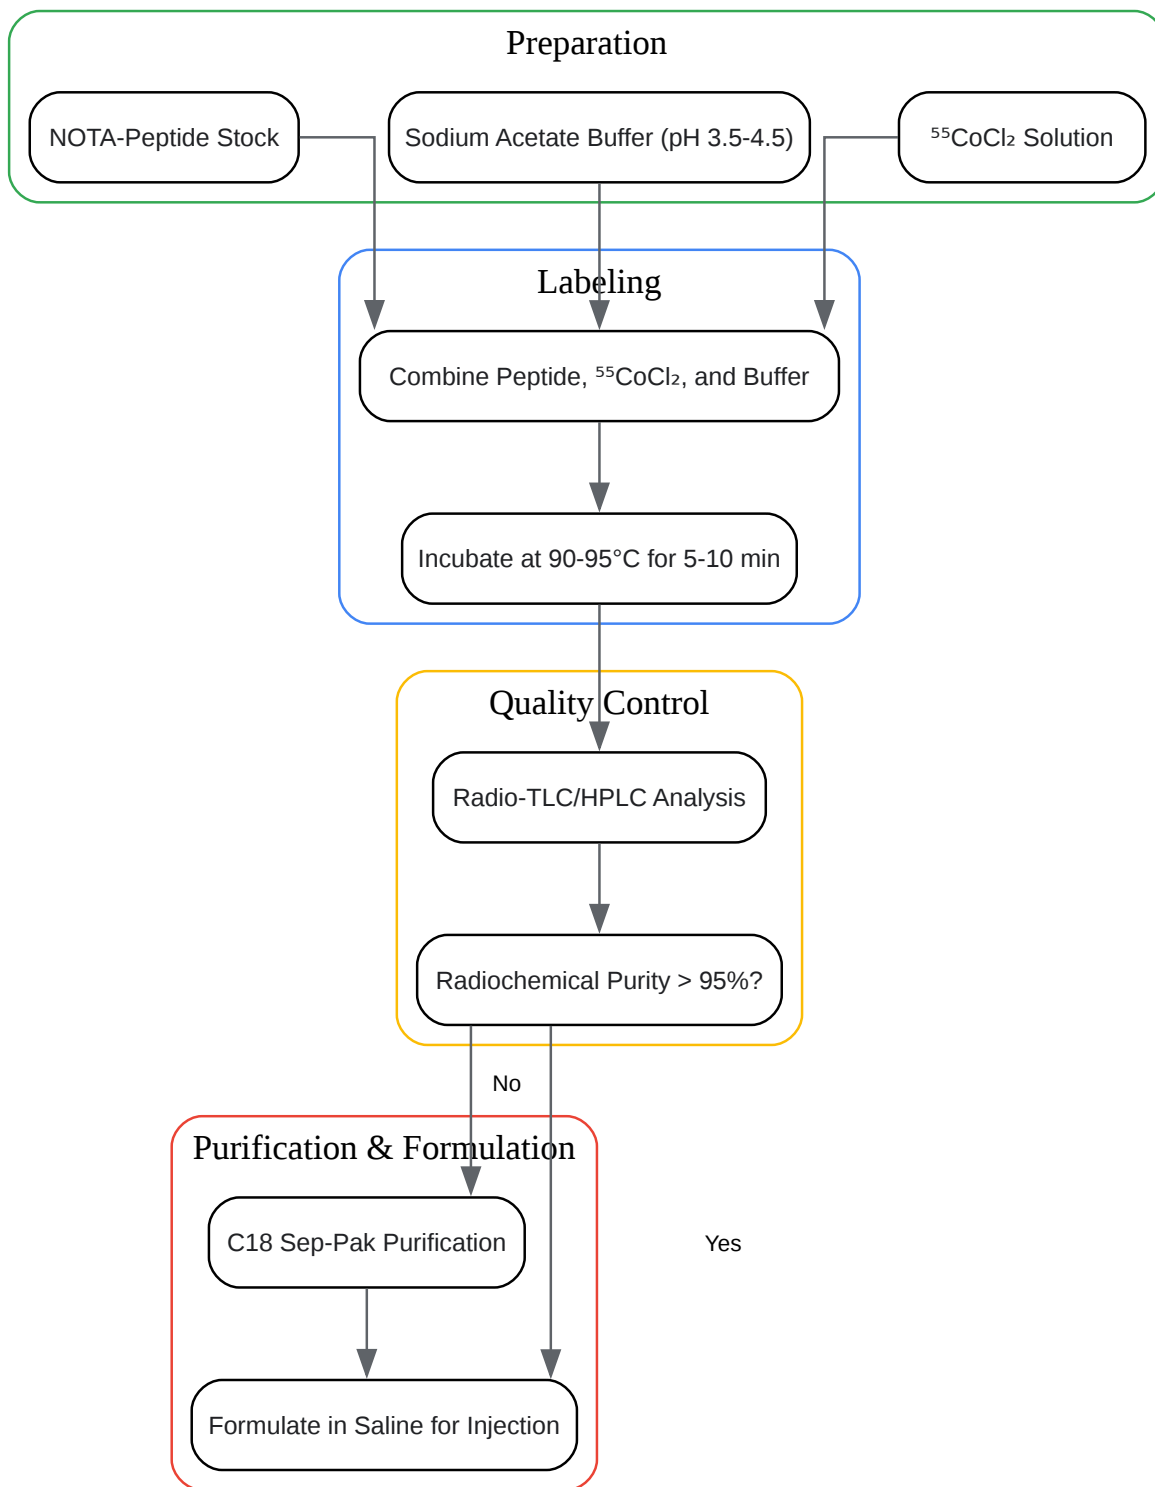 Preparation
NOTA-Peptide Stock
Sodium Acetate Buffer (pH 3.5-4.5)
⁵⁵CoCl₂ Solution
Labeling
Combine Peptide, ⁵⁵CoCl₂, and Buffer
Incubate at 90-95°C for 5-10 min
Quality Control
Radio-TLC/HPLC Analysis
Radiochemical Purity > 95%?
No
Purification & Formulation
C18 Sep-Pak Purification
Yes
Formulate in Saline for Injection